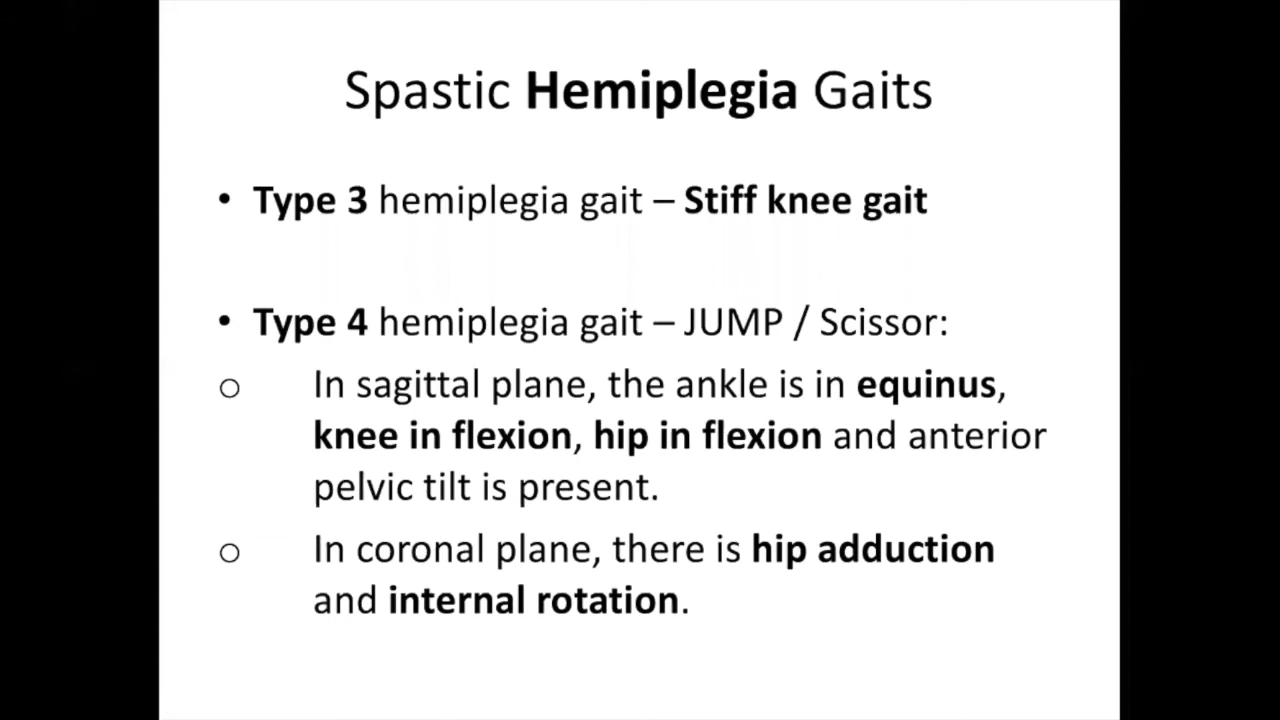 Spastic Hemiplegia Gaits
• Type 3 hemiplegia gait – Stiff knee gait
• Type 4 hemiplegia gait – JUMP / Scissor:
o In sagittal plane, the ankle is in equinus,
knee in flexion, hip in flexion and anterior
pelvic tilt is present.
o In coronal plane, there is hip adduction
and internal rotation.